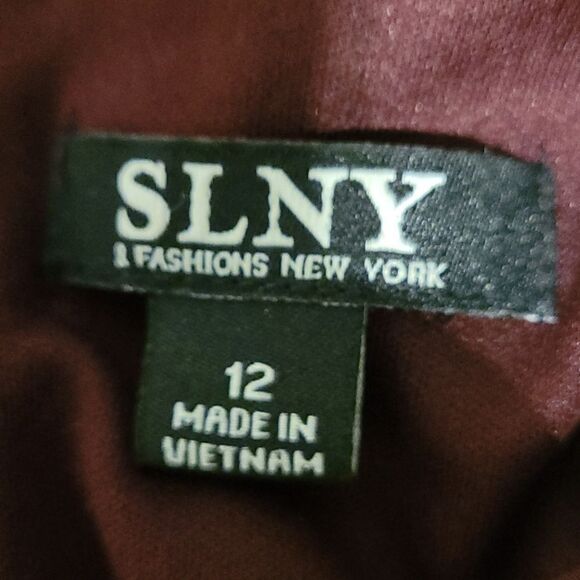 SLNY
FASHIONS NEW YORK
12
MADE IN
VIETNAM